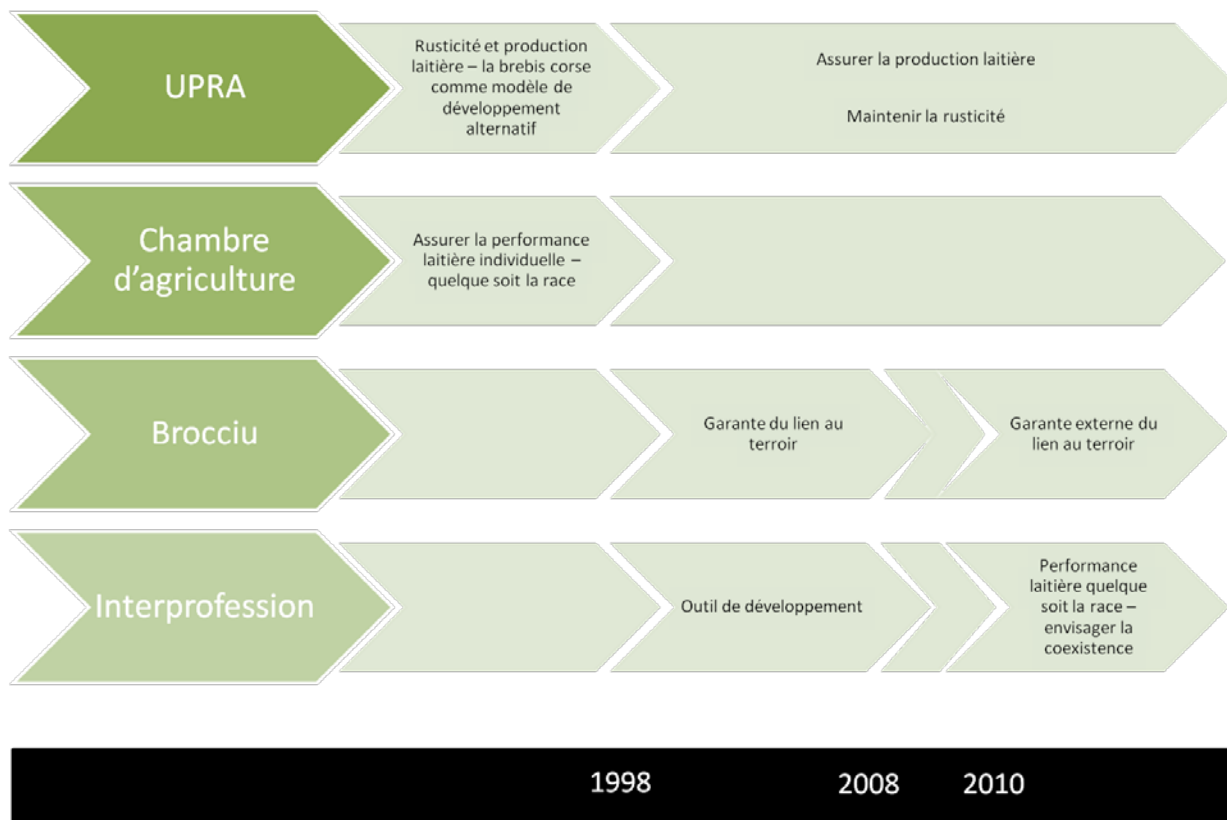 UPRA
Rusticité et production
laitière – la brebis corse
comme modèle de
développement
alternatif
Assurer la production laitière
Maintenir la rusticité
Chambre
d'agriculture
Assurer la performance
laitière individuelle –
quelque soit la race
Brocciu
Garante du lien au
terroir
Garante externe du
lien au terroir
Interprofession
Outil de développement
Performance
laitière quelque
soit la race –
envisager la
coexistence
1998
2008
2010